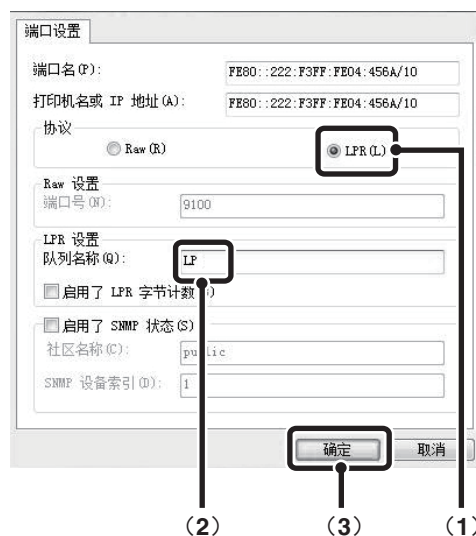 端口设置
端口名(P): FE80::222:F3FF:FE04:456A/10
打印机名或 IP 地址(A): FE80::222:F3FF:FE04:456A/10
协议
Raw(R) LPR(L)
Raw 设置
端口号(N): 9100
LPR 设置
队列名称(Q): LP
启用了 LPR 字节计数( )
启用了 SNMP 状态(S)
社区名称(C): pu lic
SNMP 设备索引(D): 1
确定 取消
(2) (3) (1)